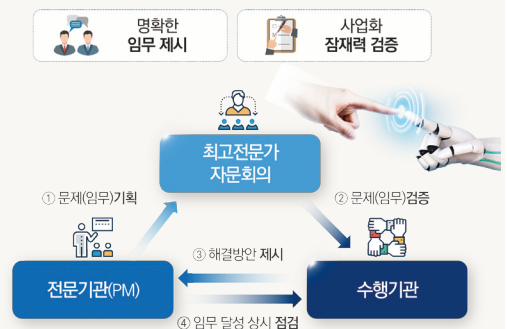 명확한
임무 제시
사업화
잠재력 검증
최고전문가
자문회의
① 문제(임무)기획
② 문제(임무)검증
③ 해결방안 제시
전문기관(PM)
수행기관
④ 임무 달성 상시 점검